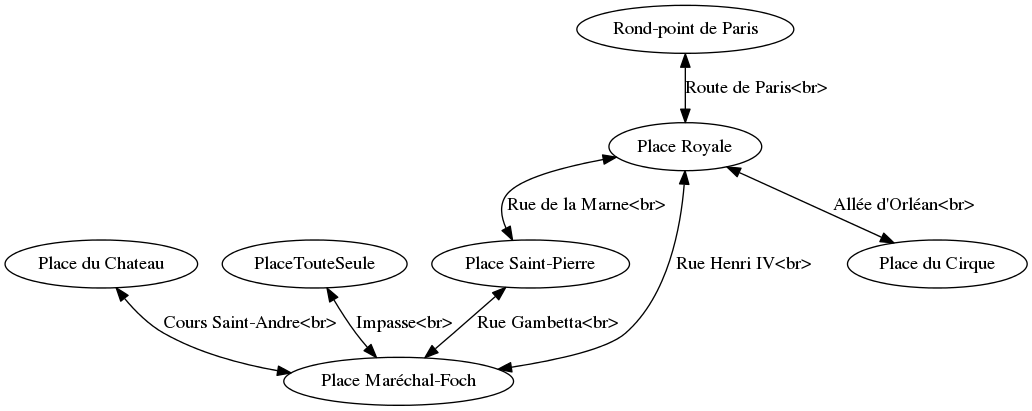 Rond-point de Paris
Route de Paris<br>
Place Royale
Rue de la Marne<br>
Allée d'Orléan<br>
Place du Chateau
PlaceTouteSeule
Place Saint-Pierre
Rue Henri IV<br>
Place du Cirque
Cours Saint-Andre<br>
Impasse<br>
Rue Gambetta<br>
Place Maréchal-Foch